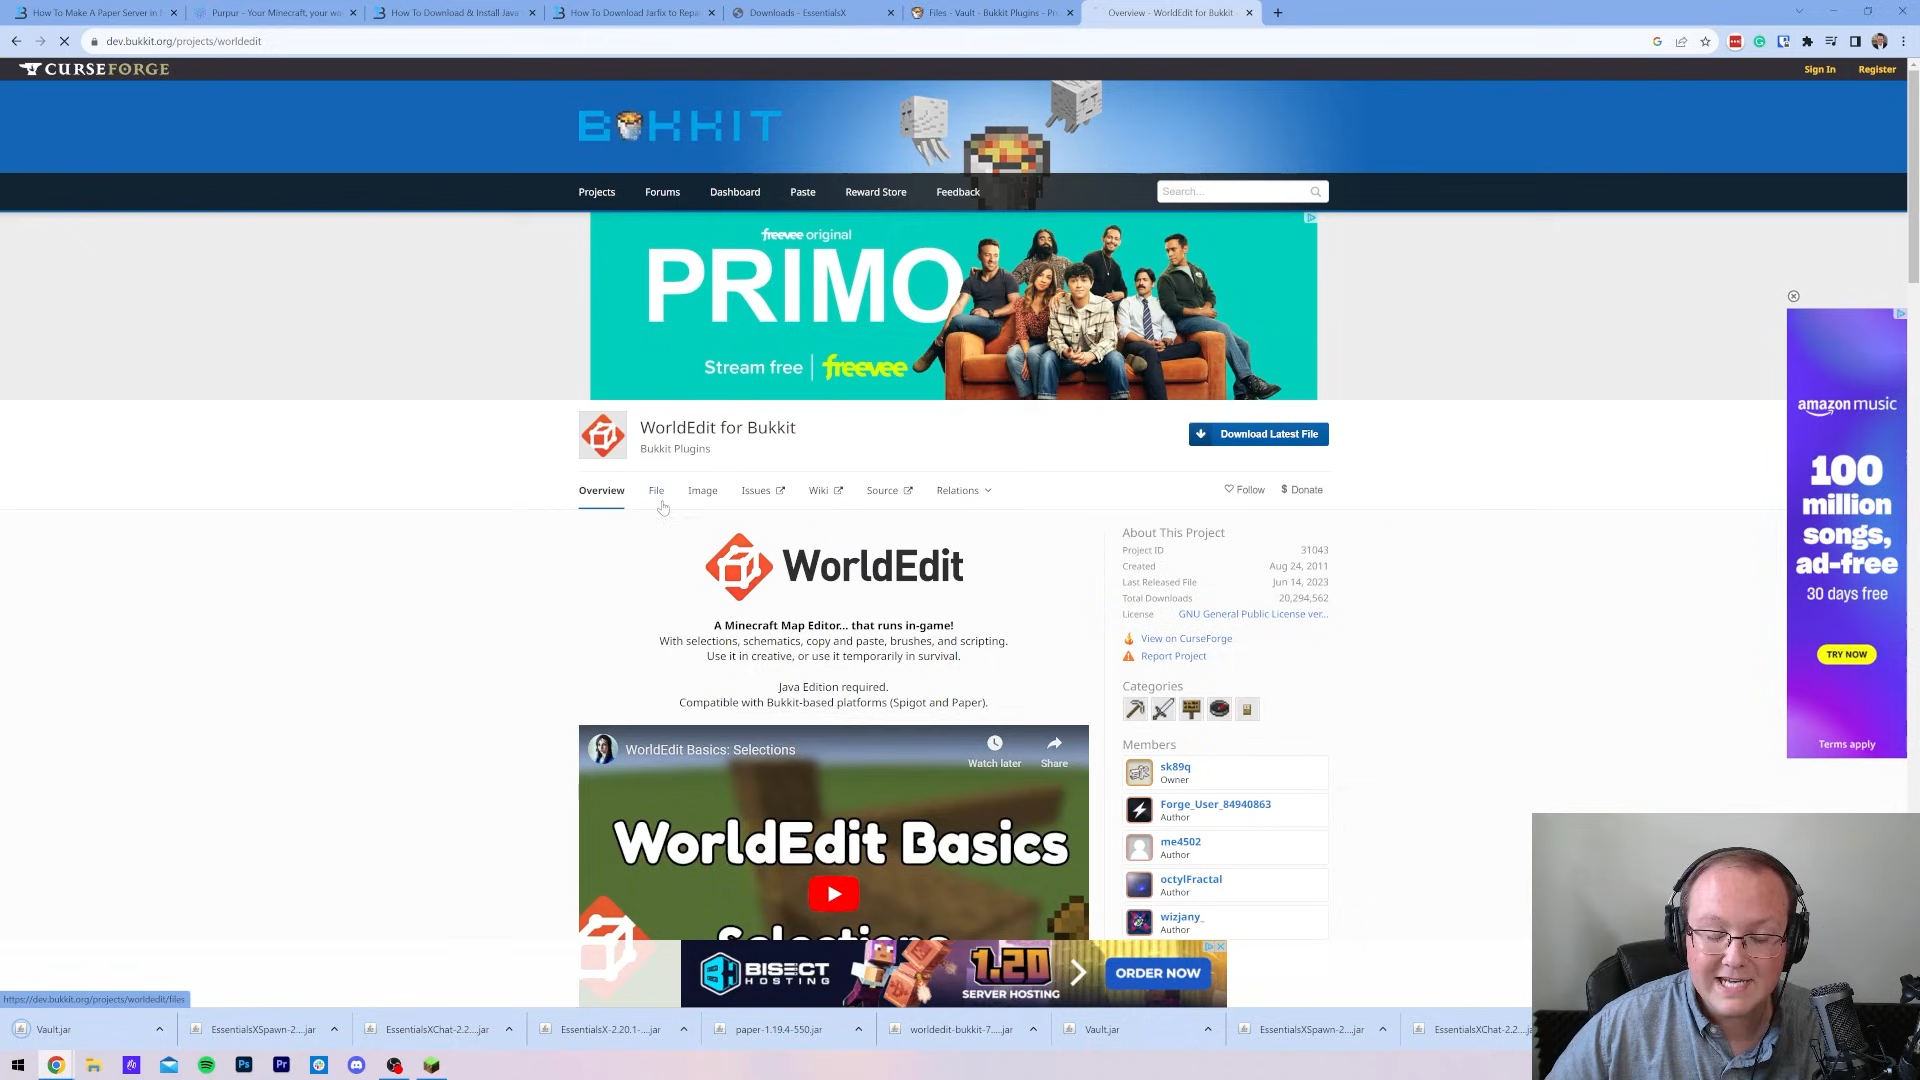 How To Make A Paper Server in
Purpur - Your Minecraft, your wa
How To Download & Install Java
How To Download Jarfix to Repa
Downloads - EssentialsX
Files - Vault - Bukkit Plugins - Pr
Overview - WorldEdit for Bukkit -
dev.bukkit.org/projects/worldedit
CURSEFORGE
Sign In
Register
BUKKIT
Projects
Forums
Dashboard
Paste
Reward Store
Feedback
Search...
freevee original
PRIMO
Stream free | freevee
WorldEdit for Bukkit
Bukkit Plugins
Download Latest File
Overview
File
Image
Issues
Wiki
Source
Relations
Follow
$ Donate
WorldEdit
A Minecraft Map Editor... that runs in-game!
With selections, schematics, copy and paste, brushes, and scripting.
Use it in creative, or use it temporarily in survival.
Java Edition required.
Compatible with Bukkit-based platforms (Spigot and Paper).
WorldEdit Basics: Selections
Watch later
Share
WorldEdit Basics
Selections
About This Project
Project ID 31043
Created Aug 24, 2011
Last Released File Jun 14, 2023
Total Downloads 20,294,562
License GNU General Public License ver...
View on CurseForge
Report Project
Categories
Members
sk89q
Owner
Forge_User_84940863
Author
me4502
Author
octylFractal
Author
wizjany_
Author
amazon music
100
million
songs,
ad-free
30 days free
TRY NOW
Terms apply
BISECT
HOSTING
1.20
SERVER HOSTING
ORDER NOW
https://dev.bukkit.org/projects/worldedit/files
Vault.jar
EssentialsXSpawn-2....jar
EssentialsXChat-2.2....jar
EssentialsX-2.20.1-....jar
paper-1.19.4-550.jar
worldedit-bukkit-7....jar
Vault.jar
EssentialsXSpawn-2....jar
EssentialsXChat-2.2....ja
Ps
Pr